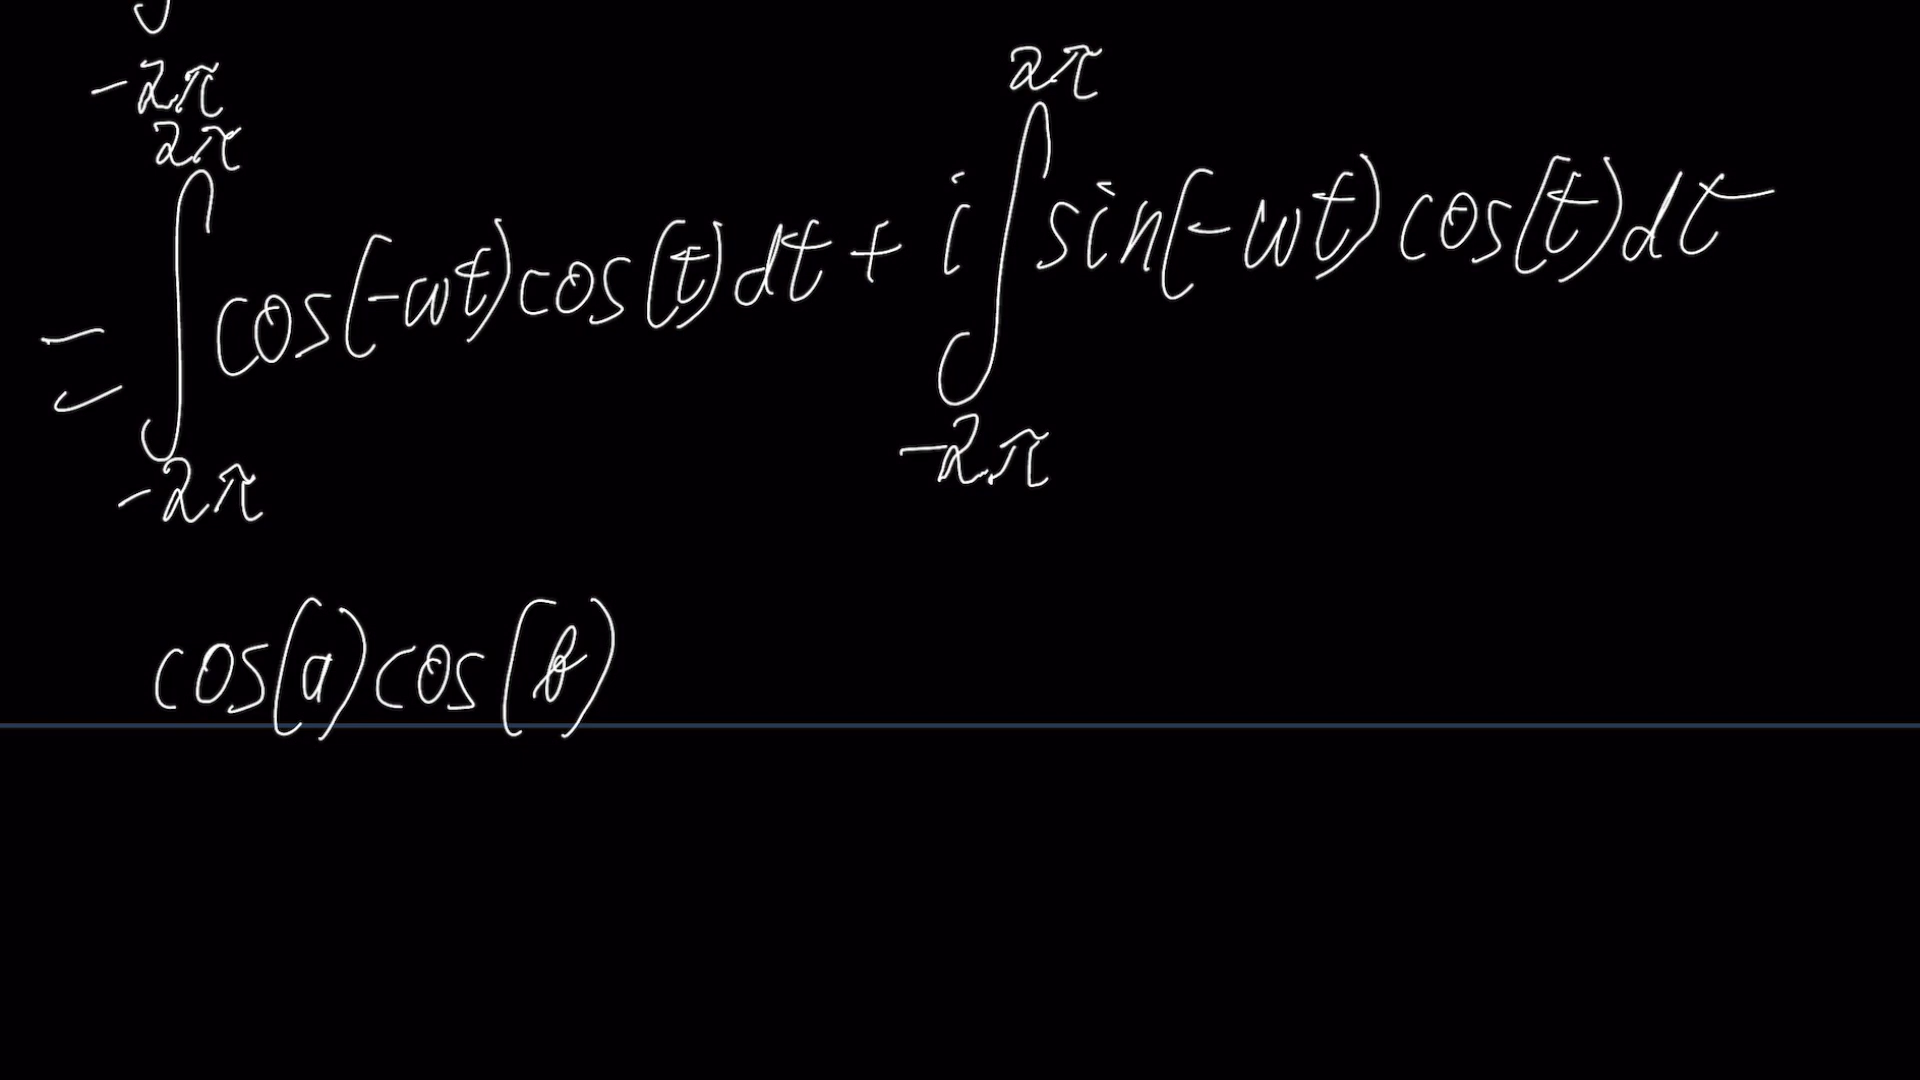 -2π
2π 2π
= ∫ cos(-ωt)cos(t)dt + i ∫ sin(-ωt)cos(t)dt
-2π -2π
cos(a)cos(b)